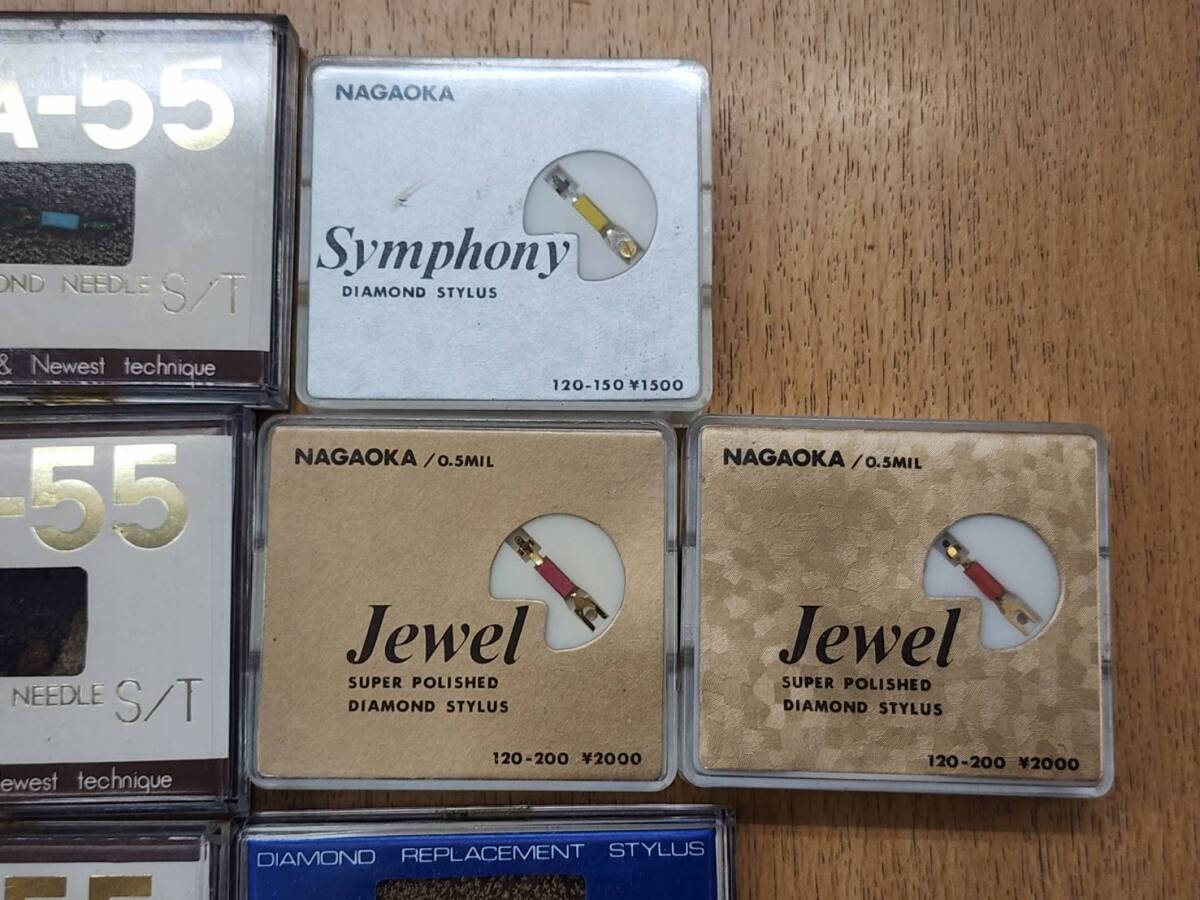 A-55
OND NEEDLE S/T
& Newest technique
NAGAOKA
Symphony
DIAMOND STYLUS
120-150 ¥1500
-55
NEEDLE S/T
ewest technique
NAGAOKA /0.5MIL
Jewel
SUPER POLISHED
DIAMOND STYLUS
120-200 ¥2000
NAGAOKA /0.5MIL
Jewel
SUPER POLISHED
DIAMOND STYLUS
120-200 ¥2000
55
DIAMOND REPLACEMENT STYLUS